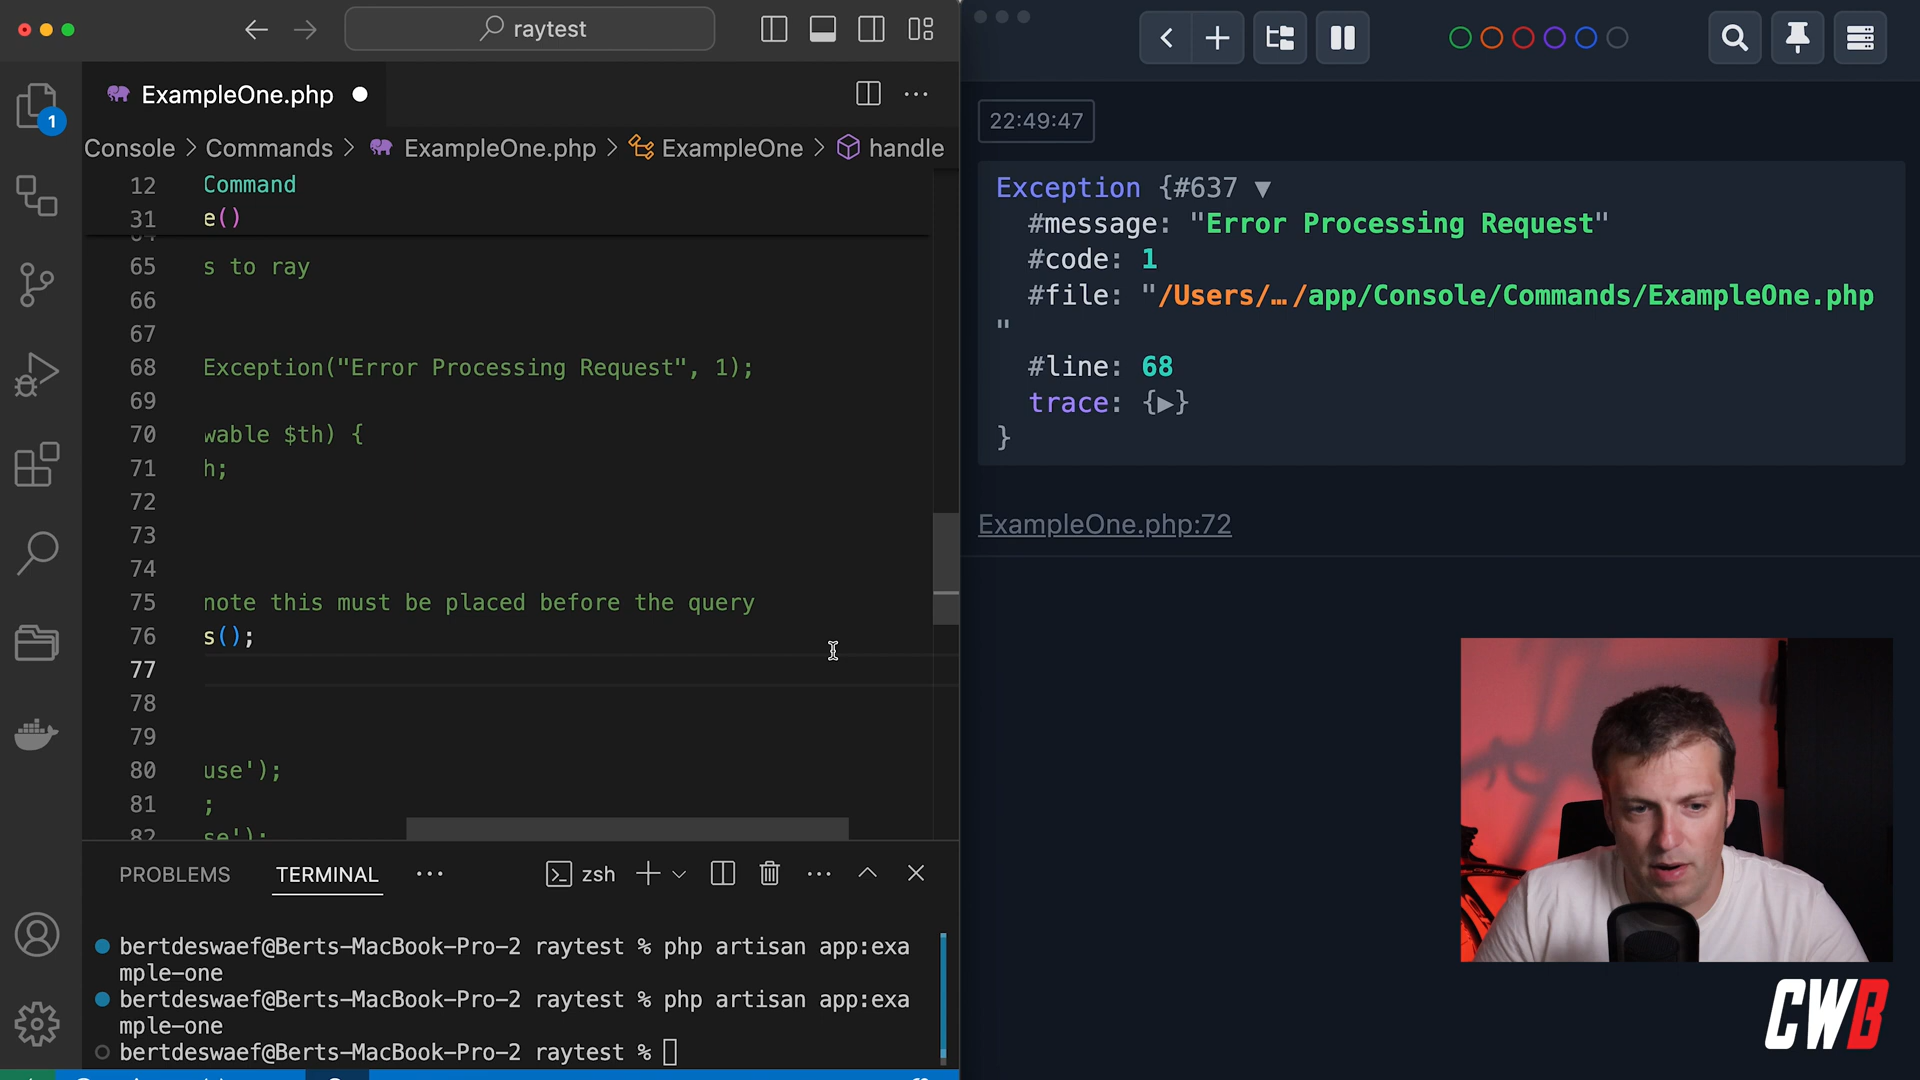 raytest
1
ExampleOne.php
Console > Commands > ExampleOne.php > ExampleOne > handle
12 Command
31 e()
64
65 s to ray
66
67
68 Exception("Error Processing Request", 1);
69
70 wable $th) {
71 h;
72
73
74
75 note this must be placed before the query
76 s();
77
78
79
80 use');
81 ;
82 se');
PROBLEMS TERMINAL ... zsh
bertdeswaef@Berts-MacBook-Pro-2 raytest % php artisan app:exa
mple-one
bertdeswaef@Berts-MacBook-Pro-2 raytest % php artisan app:exa
mple-one
bertdeswaef@Berts-MacBook-Pro-2 raytest %
22:49:47
Exception {#637 ▼
#message: "Error Processing Request"
#code: 1
#file: "/Users/…/app/Console/Commands/ExampleOne.php
"
#line: 68
trace: {▶}
}
ExampleOne.php:72
CWB